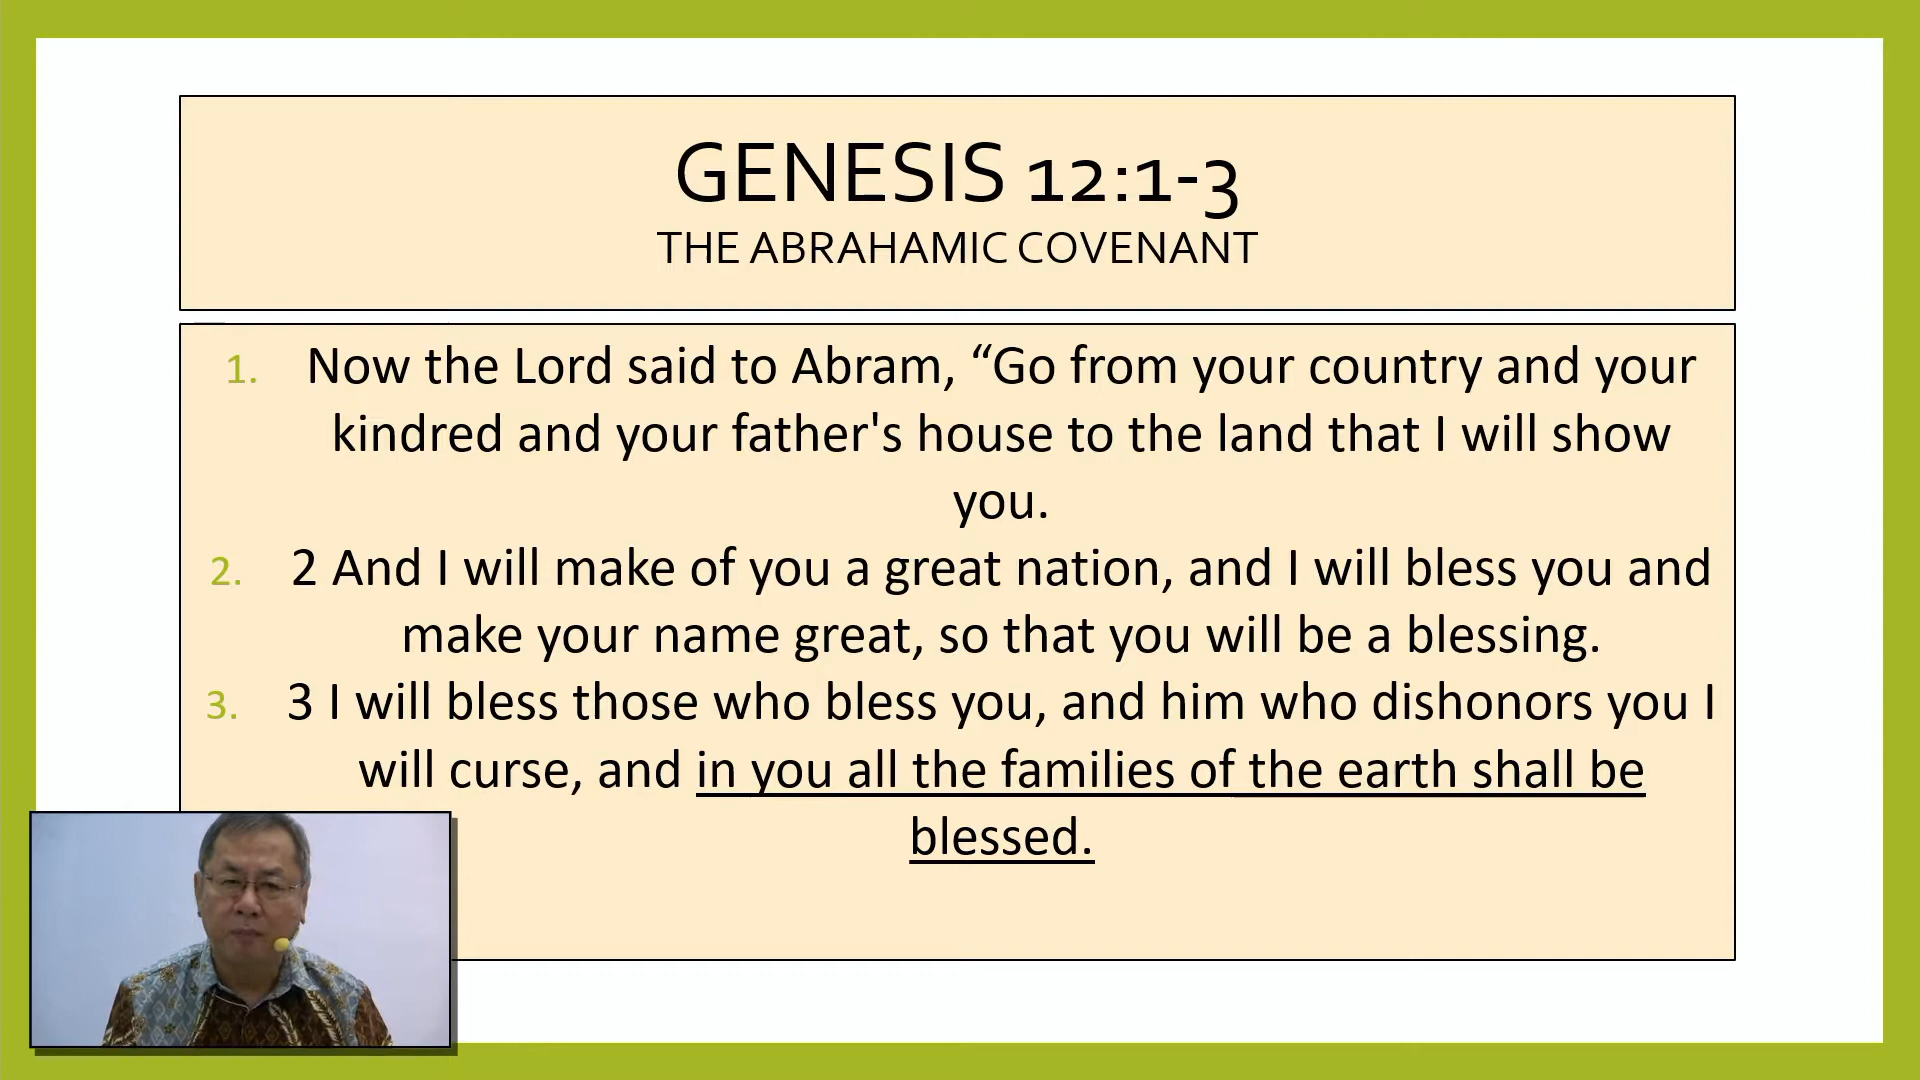 GENESIS 12:1-3
THE ABRAHAMIC COVENANT
1. Now the Lord said to Abram, “Go from your country and your
kindred and your father's house to the land that I will show
you.
2. 2 And I will make of you a great nation, and I will bless you and
make your name great, so that you will be a blessing.
3. 3 I will bless those who bless you, and him who dishonors you I
will curse, and in you all the families of the earth shall be
blessed.